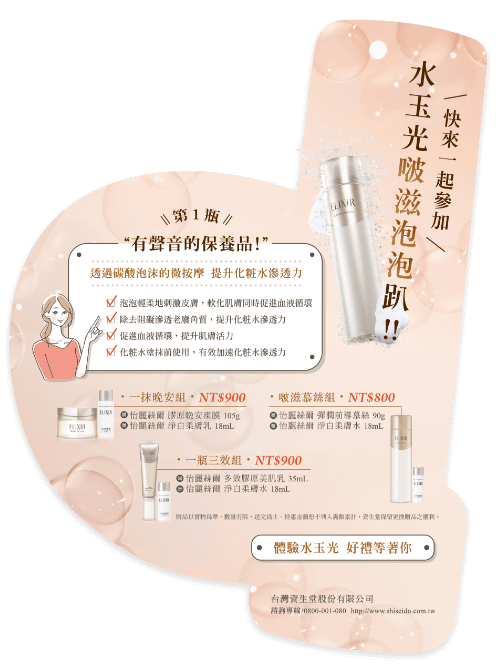 快來一起參加
水玉光啵滋泡泡趴!!
ELIXIR
第1瓶
“有聲音的保養品!”
透過碳酸泡沫的微按摩 提升化粧水滲透力
泡泡輕柔地刺激皮膚，軟化肌膚同時促進血液循環
除去阻礙滲透老廢角質，提升化粧水滲透力
促進血液循環，提升肌膚活力
化粧水塗抹前使用，有效加速化粧水滲透力
・一抹晚安組・NT$900
怡麗絲爾 膠原晚安凍膜 105g
怡麗絲爾 淨白柔膚乳 18mL
・啵滋慕絲組・NT$800
怡麗絲爾 彈潤前導慕絲 90g
怡麗絲爾 淨白柔膚水 18mL
・一瓶三效組・NT$900
怡麗絲爾 多效膠原美肌乳 35mL
怡麗絲爾 淨白柔膚水 18mL
ELIXIR
ELIXIR
贈品以實物為準，數量有限，送完為止。特惠金額恕不列入滿額累計，資生堂保留更換贈品之權利。
體驗水玉光 好禮等著你
台灣資生堂股份有限公司
諮詢專線/0800-001-080 http://www.shiseido.com.tw